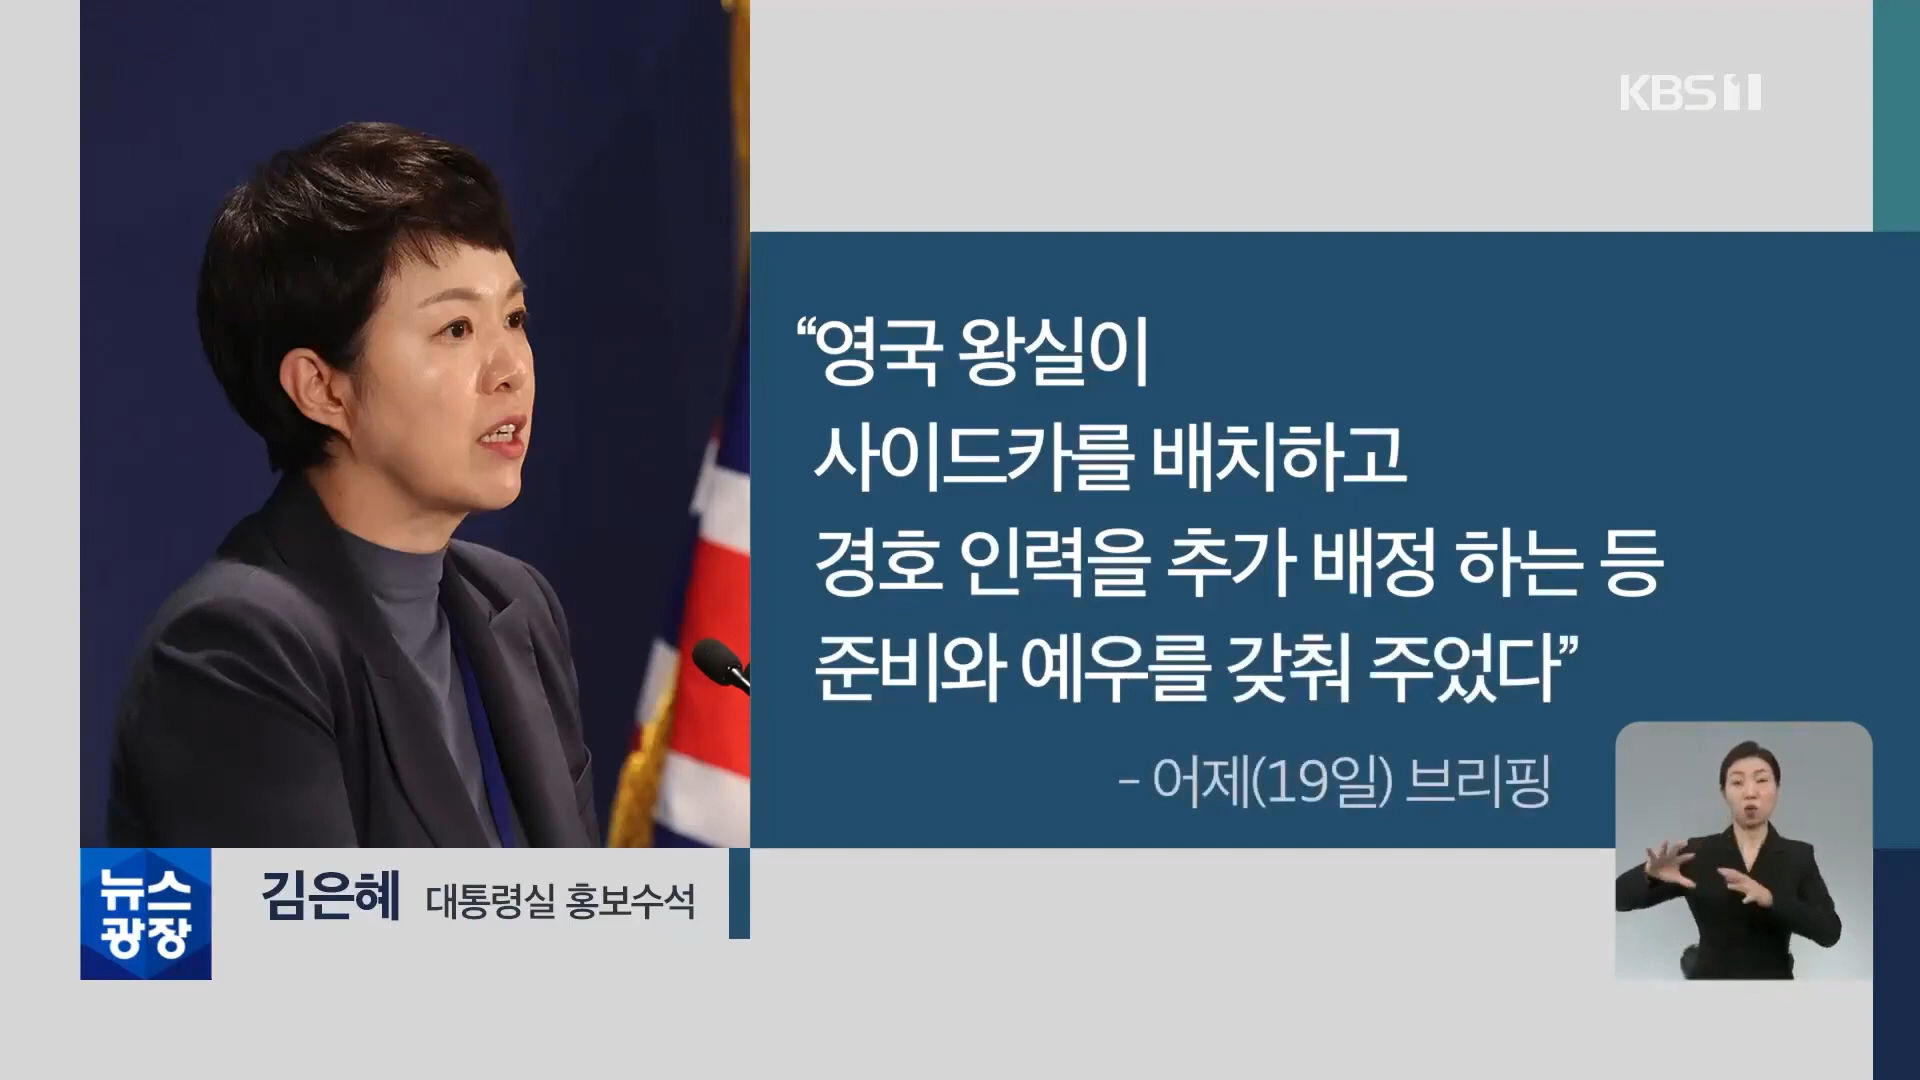 KBS 1
“영국 왕실이
사이드카를 배치하고
경호 인력을 추가 배정 하는 등
준비와 예우를 갖춰 주었다”
- 어제(19일) 브리핑
뉴스
광장
김은혜 대통령실 홍보수석